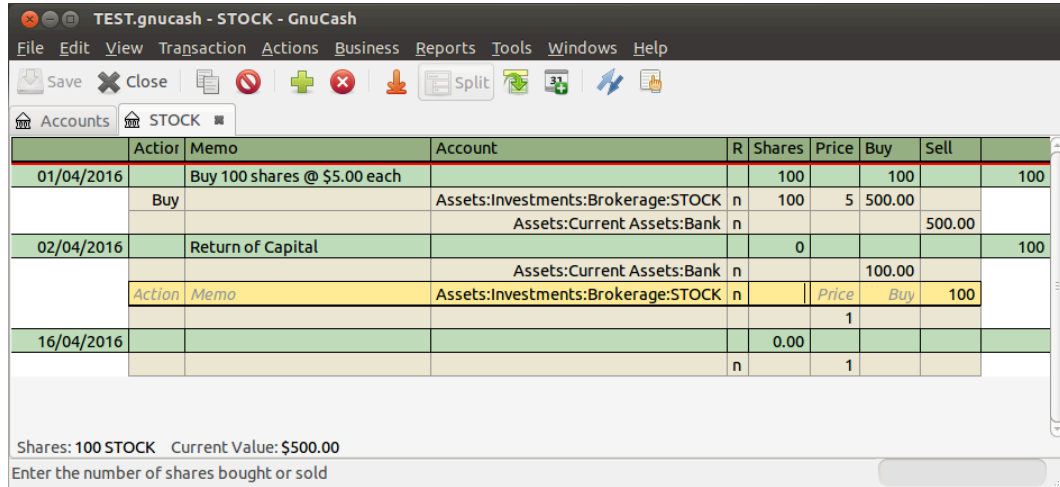 TEST.gnucash - STOCK - GnuCash
File Edit View Transaction Actions Business Reports Tools Windows Help
Save Close Split
Accounts STOCK
Action Memo Account R Shares Price Buy Sell
01/04/2016 Buy 100 shares @ $5.00 each 100 100 100
Buy Assets:Investments:Brokerage:STOCK n 100 5 500.00
Assets:Current Assets:Bank n 500.00
02/04/2016 Return of Capital 0 100
Assets:Current Assets:Bank n 100.00
Action Memo Assets:Investments:Brokerage:STOCK n Price Buy 100
1
16/04/2016 0.00
n 1
Shares: 100 STOCK Current Value: $500.00
Enter the number of shares bought or sold